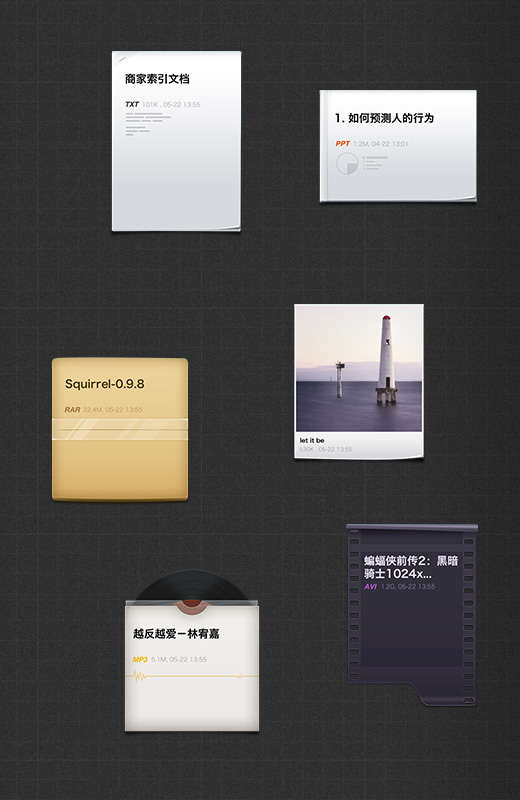 商家索引文档
TXT 101K , 05-22 13:55
1. 如何预测人的行为
PPT 1.2M, 04-22 13:01
Squirrel-0.9.8
RAR 32.4M, 05-22 13:55
let it be
530K , 05-22 13:55
蝙蝠侠前传2：黑暗
骑士1024x...
AVI 1.2G, 05-22 13:55
越反越爱－林宥嘉
MP3 5.1M, 05-22 13:55